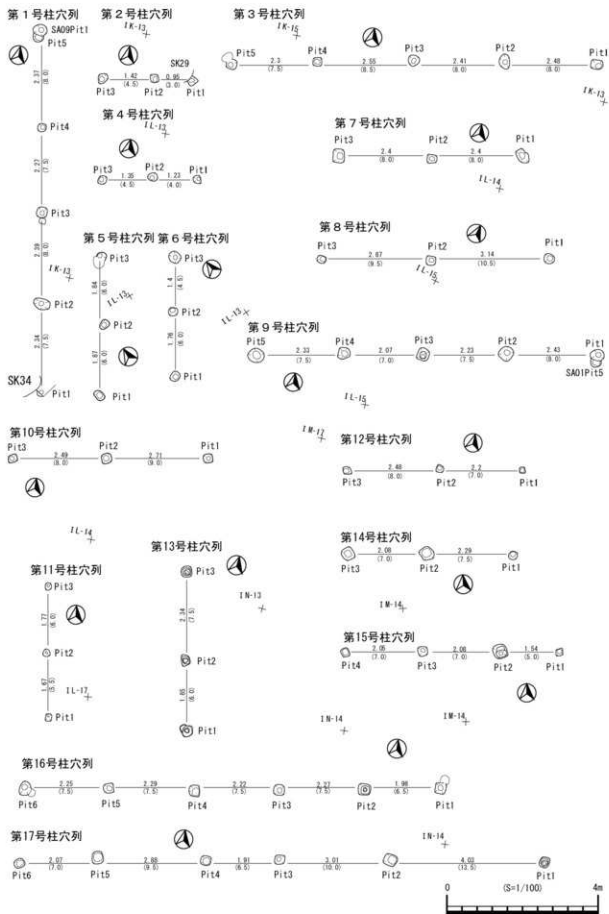 第1号柱穴列
SA09Pit1
Pit5
2.37
(8.0)
Pit4
2.27
(7.5)
Pit3
2.39
(8.0)
IK-13
Pit2
2.34
(7.5)
SK34
Pit1
第2号柱穴列
IK-13
SK29
1.42
(4.5)
0.95
(3.0)
Pit3
Pit2
Pit1
第3号柱穴列
IK-15
Pit5
Pit4
Pit3
Pit2
Pit1
2.3
(7.5)
2.55
(8.5)
2.41
(8.0)
2.48
(8.0)
IK-13
第4号柱穴列
IL-13
Pit3
Pit2
Pit1
1.35
(4.5)
1.23
(4.0)
第7号柱穴列
Pit3
Pit2
Pit1
2.4
(8.0)
2.4
(8.0)
IL-14
第5号柱穴列
Pit3
1.84
(6.0)
IL-13
Pit2
1.87
(6.0)
Pit1
第6号柱穴列
Pit3
1.4
(4.5)
Pit2
1.76
(6.0)
Pit1
第8号柱穴列
Pit3
Pit2
Pit1
2.87
(9.5)
3.14
(10.5)
IL-15
第9号柱穴列
IL-13
Pit5
Pit4
Pit3
Pit2
Pit1
2.33
(7.5)
2.07
(7.0)
2.23
(7.5)
2.43
(8.0)
SA01Pit5
IL-15
第10号柱穴列
Pit3
Pit2
Pit1
2.49
(8.0)
2.71
(9.0)
IL-14
第12号柱穴列
Pit3
Pit2
Pit1
2.2
(7.0)
第11号柱穴列
Pit3
1.77
(6.0)
Pit2
1.67
(5.5)
IL-17
Pit1
第13号柱穴列
Pit3
2.34
(7.5)
Pit2
1.85
(6.0)
Pit1
IN-13
第14号柱穴列
Pit3
Pit2
Pit1
2.08
(7.0)
2.29
(7.5)
IM-14
第15号柱穴列
2.05
(7.0)
2.06
(7.0)
1.54
(5.0)
Pit4
Pit3
Pit2
Pit1
IN-14
IM-14
第16号柱穴列
2.25
(7.5)
2.29
(7.5)
2.22
(7.5)
2.27
(7.5)
1.98
(6.5)
Pit6
Pit5
Pit4
Pit3
Pit2
Pit1
第17号柱穴列
IN-14
2.07
(7.0)
2.88
(9.5)
1.91
(6.5)
3.01
(10.0)
4.03
(13.5)
Pit6
Pit5
Pit4
Pit3
Pit2
Pit1
0
(S=1/100)
4m